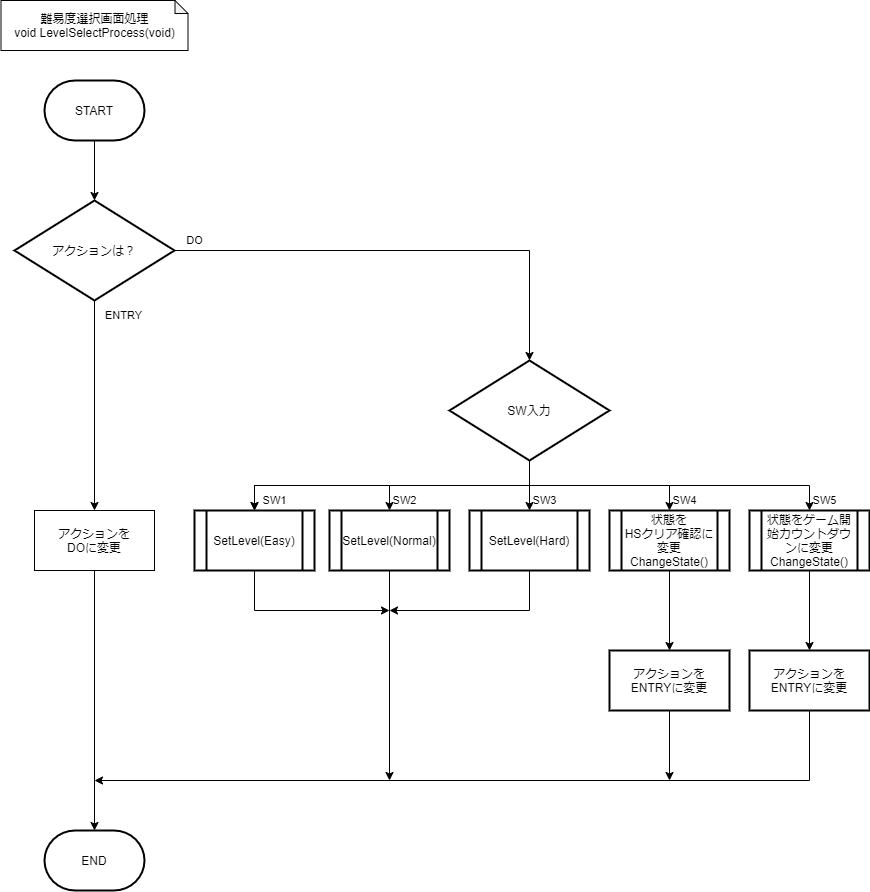 難易度選択画面処理
void LevelSelectProcess(void)
START
アクションは？
DO
ENTRY
SW入力
SW1
SW2
SW3
SW4
SW5
アクションを
DOに変更
SetLevel(Easy)
SetLevel(Normal)
SetLevel(Hard)
状態を
HSクリア確認に
変更
ChangeState()
状態をゲーム開
始カウントダウ
ンに変更
ChangeState()
アクションを
ENTRYに変更
アクションを
ENTRYに変更
END